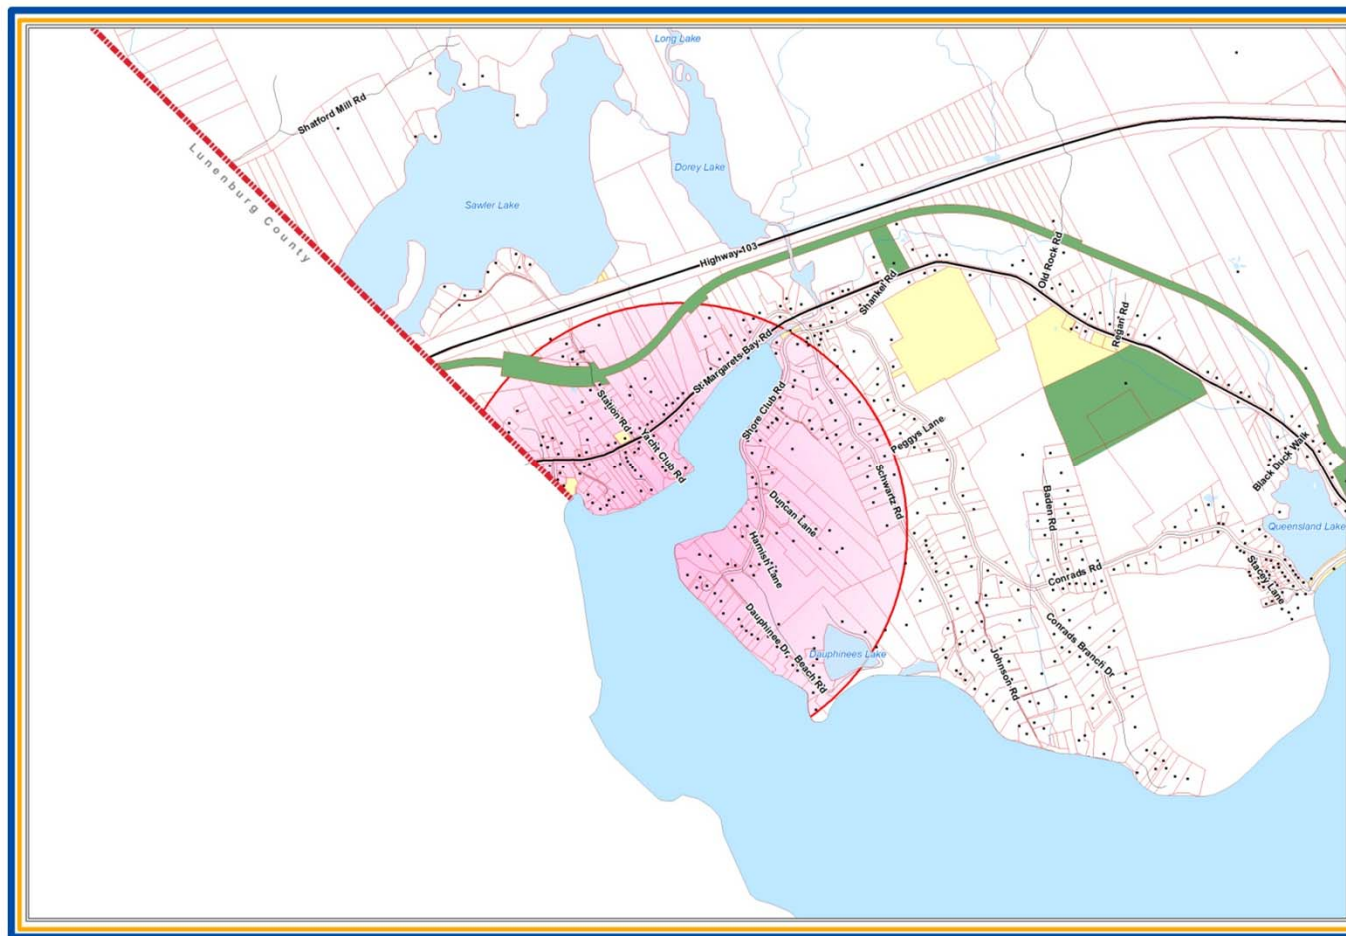 Long Lake
Shatford Mill Rd
Lunenburg County
Dorey Lake
Sawler Lake
Highway 103
Old Rock Rd
Shankel Rd
Regan Rd
St Margarets Bay Rd
Station Rd
Shore Club Rd
Yacht Club Rd
Peggys Lane
Black Duck Walk
Schwartz Rd
Duncan Lane
Baden Rd
Queensland Lake
Harnish Lane
Conrads Rd
Stacey Lane
Dauphinee Dr
Conrads Branch Dr
Dauphinees Lake
Beach Rd
Johnson Rd